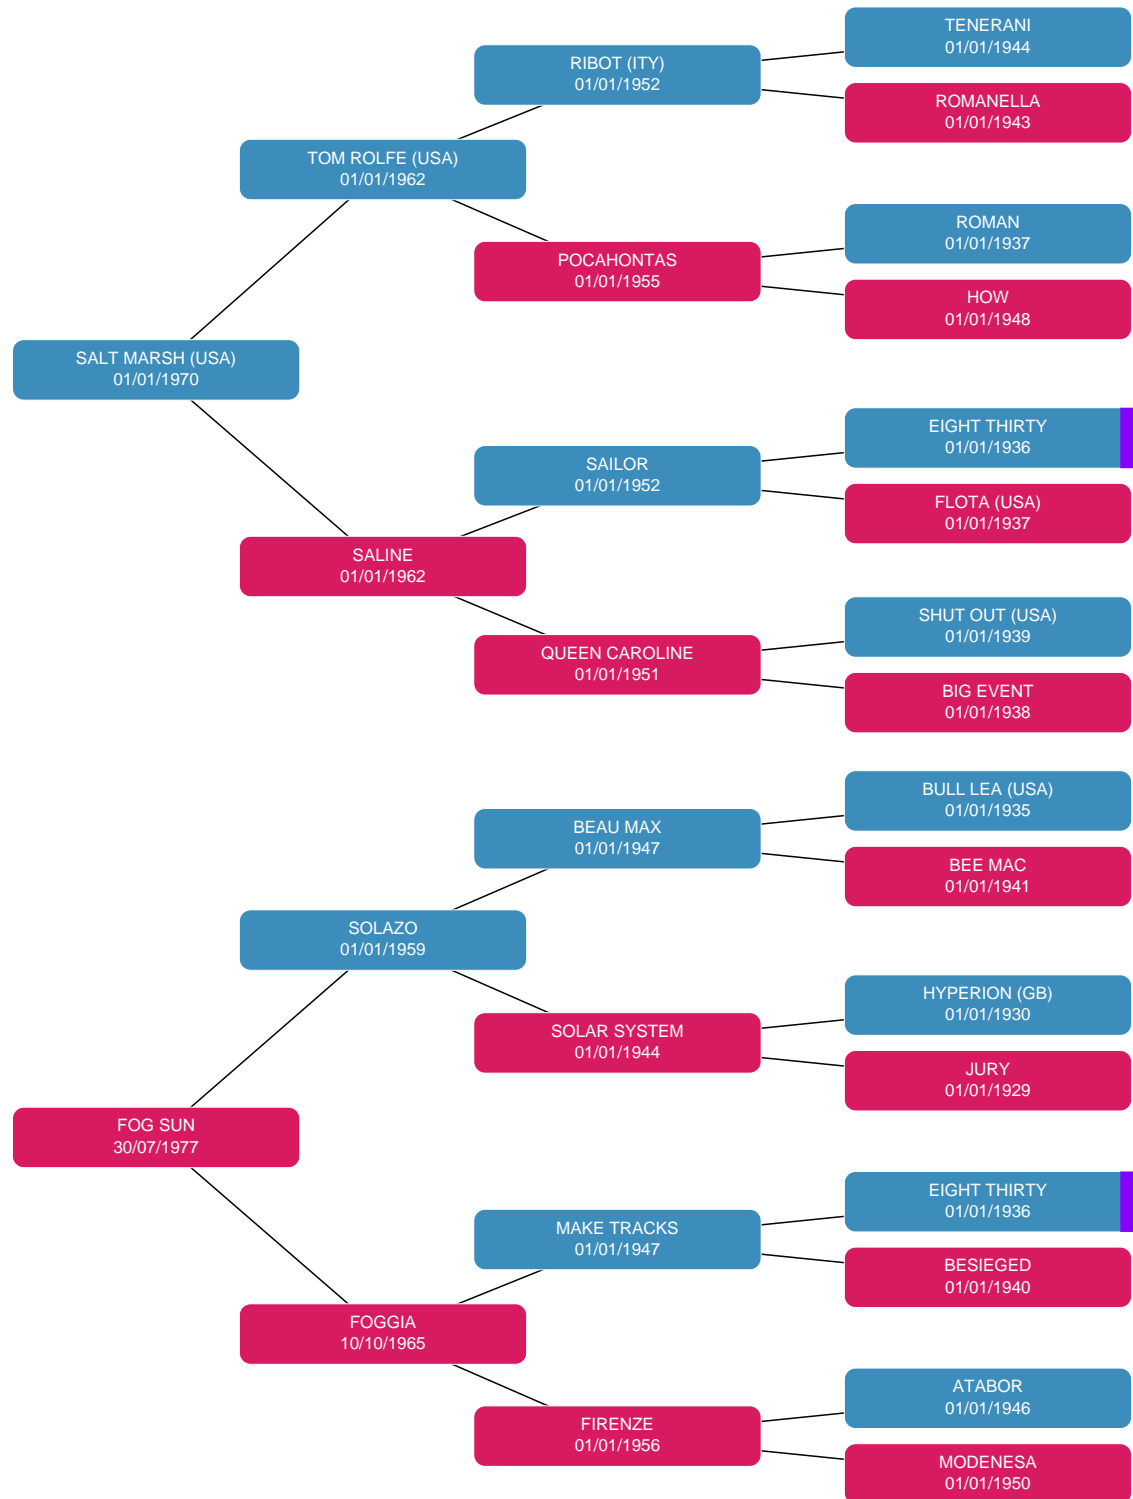 TENERANI
01/01/1944
RIBOT (ITY)
01/01/1952
ROMANELLA
01/01/1943
TOM ROLFE (USA)
01/01/1962
ROMAN
01/01/1937
POCAHONTAS
01/01/1955
HOW
01/01/1948
SALT MARSH (USA)
01/01/1970
EIGHT THIRTY
01/01/1936
SAILOR
01/01/1952
FLOTA (USA)
01/01/1937
SALINE
01/01/1962
SHUT OUT (USA)
01/01/1939
QUEEN CAROLINE
01/01/1951
BIG EVENT
01/01/1938
BULL LEA (USA)
01/01/1935
BEAU MAX
01/01/1947
BEE MAC
01/01/1941
SOLAZO
01/01/1959
HYPERION (GB)
01/01/1930
SOLAR SYSTEM
01/01/1944
JURY
01/01/1929
FOG SUN
30/07/1977
EIGHT THIRTY
01/01/1936
MAKE TRACKS
01/01/1947
BESIEGED
01/01/1940
FOGGIA
10/10/1965
ATABOR
01/01/1946
FIRENZE
01/01/1956
MODENESA
01/01/1950